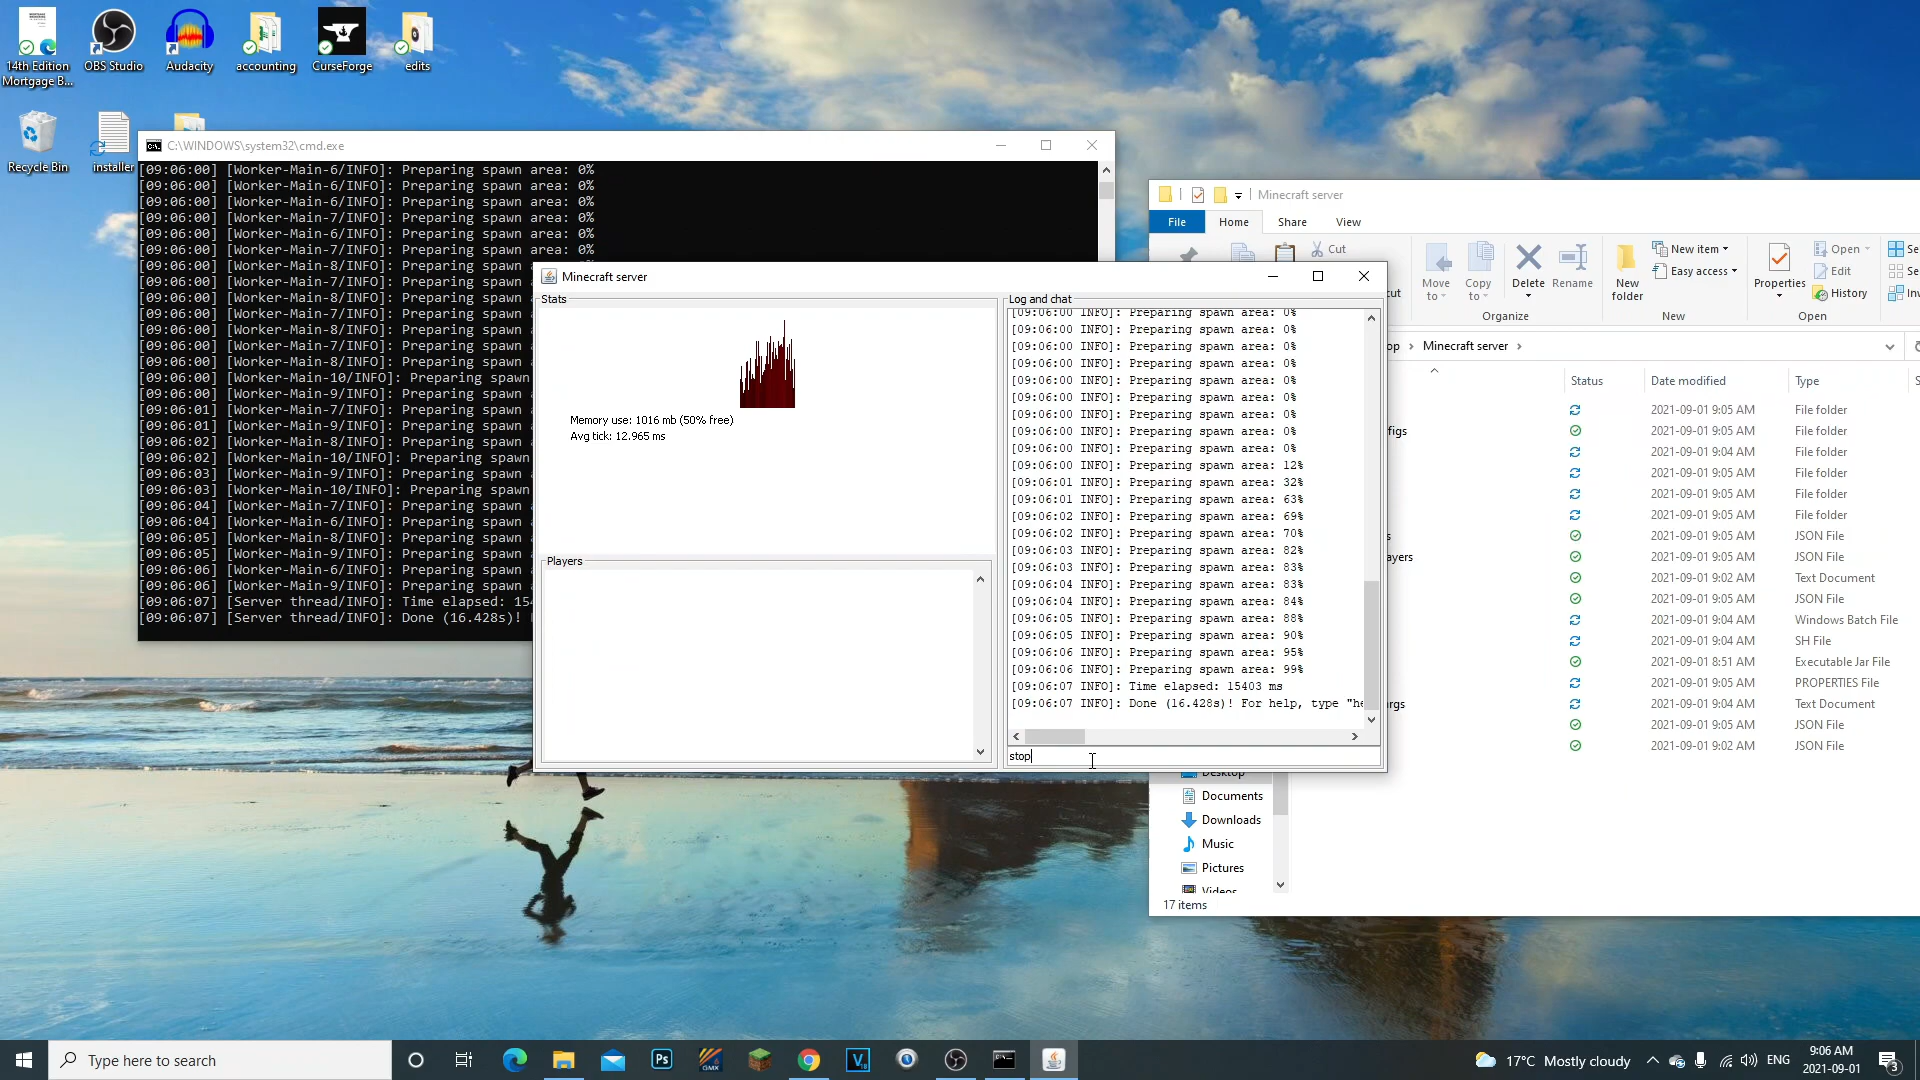 14th Edition
Mortgage B...
OBS Studio
Audacity
accounting
CurseForge
edits
Recycle Bin
installer
C:\WINDOWS\system32\cmd.exe
[09:06:00] [Worker-Main-6/INFO]: Preparing spawn area: 0%
[09:06:00] [Worker-Main-6/INFO]: Preparing spawn area: 0%
[09:06:00] [Worker-Main-6/INFO]: Preparing spawn area: 0%
[09:06:00] [Worker-Main-7/INFO]: Preparing spawn area: 0%
[09:06:00] [Worker-Main-6/INFO]: Preparing spawn area: 0%
[09:06:00] [Worker-Main-7/INFO]: Preparing spawn area: 0%
[09:06:00] [Worker-Main-8/INFO]: Preparing spawn
[09:06:00] [Worker-Main-7/INFO]: Preparing spawn
[09:06:00] [Worker-Main-8/INFO]: Preparing spawn
[09:06:00] [Worker-Main-7/INFO]: Preparing spawn
[09:06:00] [Worker-Main-8/INFO]: Preparing spawn
[09:06:00] [Worker-Main-7/INFO]: Preparing spawn
[09:06:00] [Worker-Main-8/INFO]: Preparing spawn
[09:06:00] [Worker-Main-10/INFO]: Preparing spawn
[09:06:00] [Worker-Main-9/INFO]: Preparing spawn
[09:06:01] [Worker-Main-7/INFO]: Preparing spawn
[09:06:01] [Worker-Main-9/INFO]: Preparing spawn
[09:06:02] [Worker-Main-8/INFO]: Preparing spawn
[09:06:02] [Worker-Main-10/INFO]: Preparing spawn
[09:06:03] [Worker-Main-9/INFO]: Preparing spawn
[09:06:03] [Worker-Main-10/INFO]: Preparing spawn
[09:06:04] [Worker-Main-7/INFO]: Preparing spawn
[09:06:04] [Worker-Main-6/INFO]: Preparing spawn
[09:06:05] [Worker-Main-8/INFO]: Preparing spawn
[09:06:05] [Worker-Main-9/INFO]: Preparing spawn
[09:06:06] [Worker-Main-6/INFO]: Preparing spawn
[09:06:06] [Worker-Main-9/INFO]: Preparing spawn
[09:06:07] [Server thread/INFO]: Time elapsed: 154
[09:06:07] [Server thread/INFO]: Done (16.428s)!
Minecraft server
Stats
Memory use: 1016 mb (50% free)
Avg tick: 12.965 ms
Players
Log and chat
[09:06:00 INFO]: Preparing spawn area: 0%
[09:06:00 INFO]: Preparing spawn area: 0%
[09:06:00 INFO]: Preparing spawn area: 0%
[09:06:00 INFO]: Preparing spawn area: 0%
[09:06:00 INFO]: Preparing spawn area: 0%
[09:06:00 INFO]: Preparing spawn area: 0%
[09:06:00 INFO]: Preparing spawn area: 0%
[09:06:00 INFO]: Preparing spawn area: 0%
[09:06:00 INFO]: Preparing spawn area: 0%
[09:06:00 INFO]: Preparing spawn area: 12%
[09:06:01 INFO]: Preparing spawn area: 32%
[09:06:01 INFO]: Preparing spawn area: 63%
[09:06:02 INFO]: Preparing spawn area: 69%
[09:06:02 INFO]: Preparing spawn area: 70%
[09:06:03 INFO]: Preparing spawn area: 82%
[09:06:03 INFO]: Preparing spawn area: 83%
[09:06:04 INFO]: Preparing spawn area: 83%
[09:06:04 INFO]: Preparing spawn area: 84%
[09:06:05 INFO]: Preparing spawn area: 88%
[09:06:05 INFO]: Preparing spawn area: 90%
[09:06:06 INFO]: Preparing spawn area: 95%
[09:06:06 INFO]: Preparing spawn area: 99%
[09:06:07 INFO]: Time elapsed: 15403 ms
[09:06:07 INFO]: Done (16.428s)! For help, type "he
stop
Minecraft server
File Home Share View
Cut
cut
Move to
Copy to
Delete
Rename
Organize
New folder
New item
Easy access
New
Properties
Open
Edit
History
Open
Se
Se
Inv
op > Minecraft server >
Status Date modified Type S
2021-09-01 9:05 AM File folder
figs 2021-09-01 9:05 AM File folder
2021-09-01 9:04 AM File folder
2021-09-01 9:05 AM File folder
2021-09-01 9:05 AM File folder
2021-09-01 9:05 AM File folder
s 2021-09-01 9:05 AM JSON File
ayers 2021-09-01 9:05 AM JSON File
2021-09-01 9:02 AM Text Document
2021-09-01 9:05 AM JSON File
2021-09-01 9:04 AM Windows Batch File
2021-09-01 9:04 AM SH File
2021-09-01 8:51 AM Executable Jar File
2021-09-01 9:05 AM PROPERTIES File
rgs 2021-09-01 9:04 AM Text Document
2021-09-01 9:05 AM JSON File
2021-09-01 9:02 AM JSON File
Desktop
Documents
Downloads
Music
Pictures
Videos
17 items
Type here to search
Ps
GMX
V
18
17°C Mostly cloudy
ENG
9:06 AM
2021-09-01
3